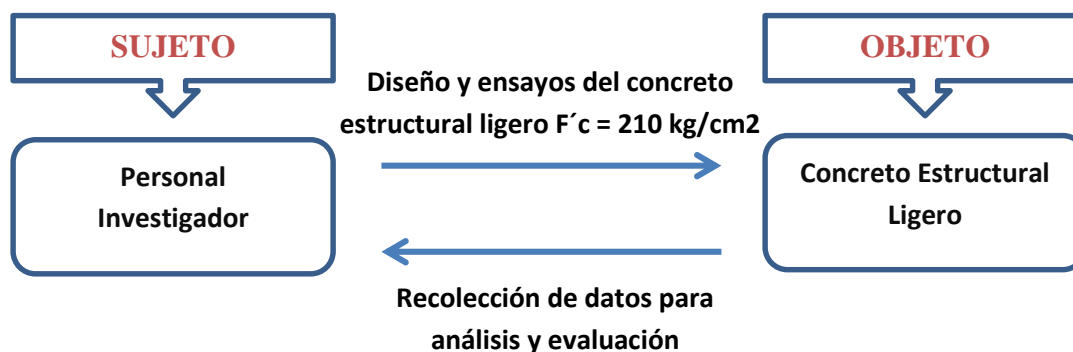 SUJETO
OBJETO
Diseño y ensayos del concreto
estructural ligero F´c = 210 kg/cm2
Personal
Investigador
Concreto Estructural
Ligero
Recolección de datos para
análisis y evaluación